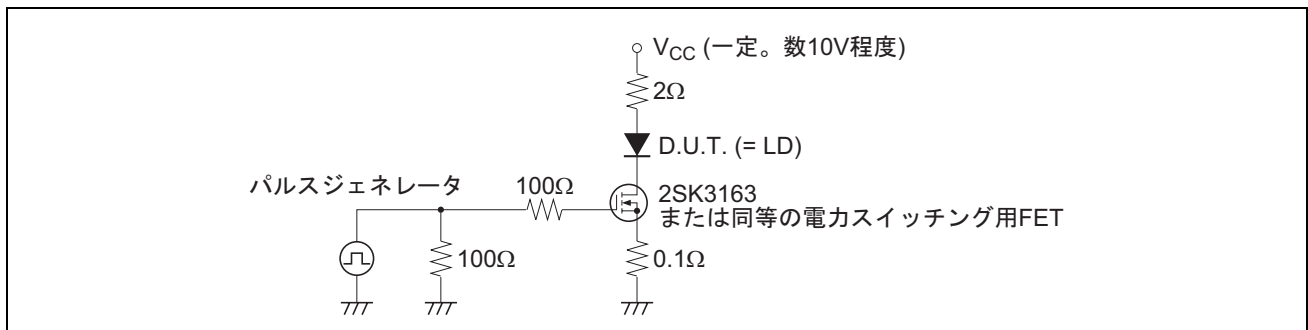 VCC (一定。数10V程度)
2Ω
D.U.T. (= LD)
パルスジェネレータ
100Ω
2SK3163
または同等の電力スイッチング用FET
100Ω
0.1Ω